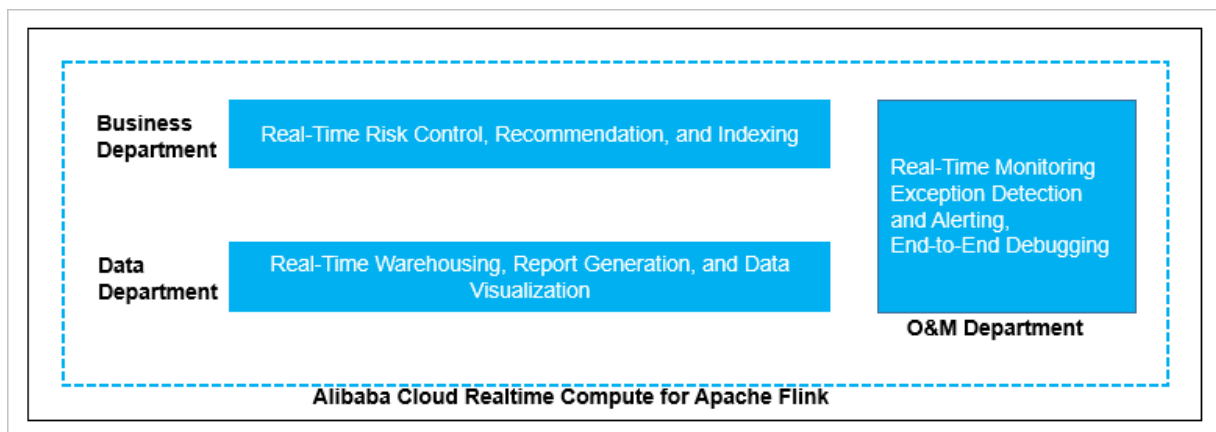 Business
Department
Real-Time Risk Control, Recommendation, and Indexing
Real-Time Monitoring
Exception Detection
and Alerting,
End-to-End Debugging
Data
Department
Real-Time Warehousing, Report Generation, and Data
Visualization
O&M Department
Alibaba Cloud Realtime Compute for Apache Flink